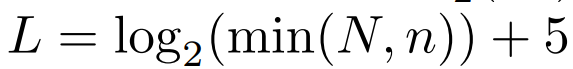 L = log₂(min(N, n)) + 5